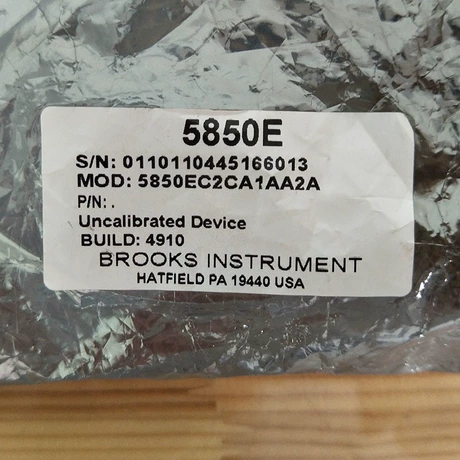 5850E
S/N: 0110110445166013
MOD: 5850EC2CA1AA2A
P/N: .
Uncalibrated Device
BUILD: 4910
BROOKS INSTRUMENT
HATFIELD PA 19440 USA